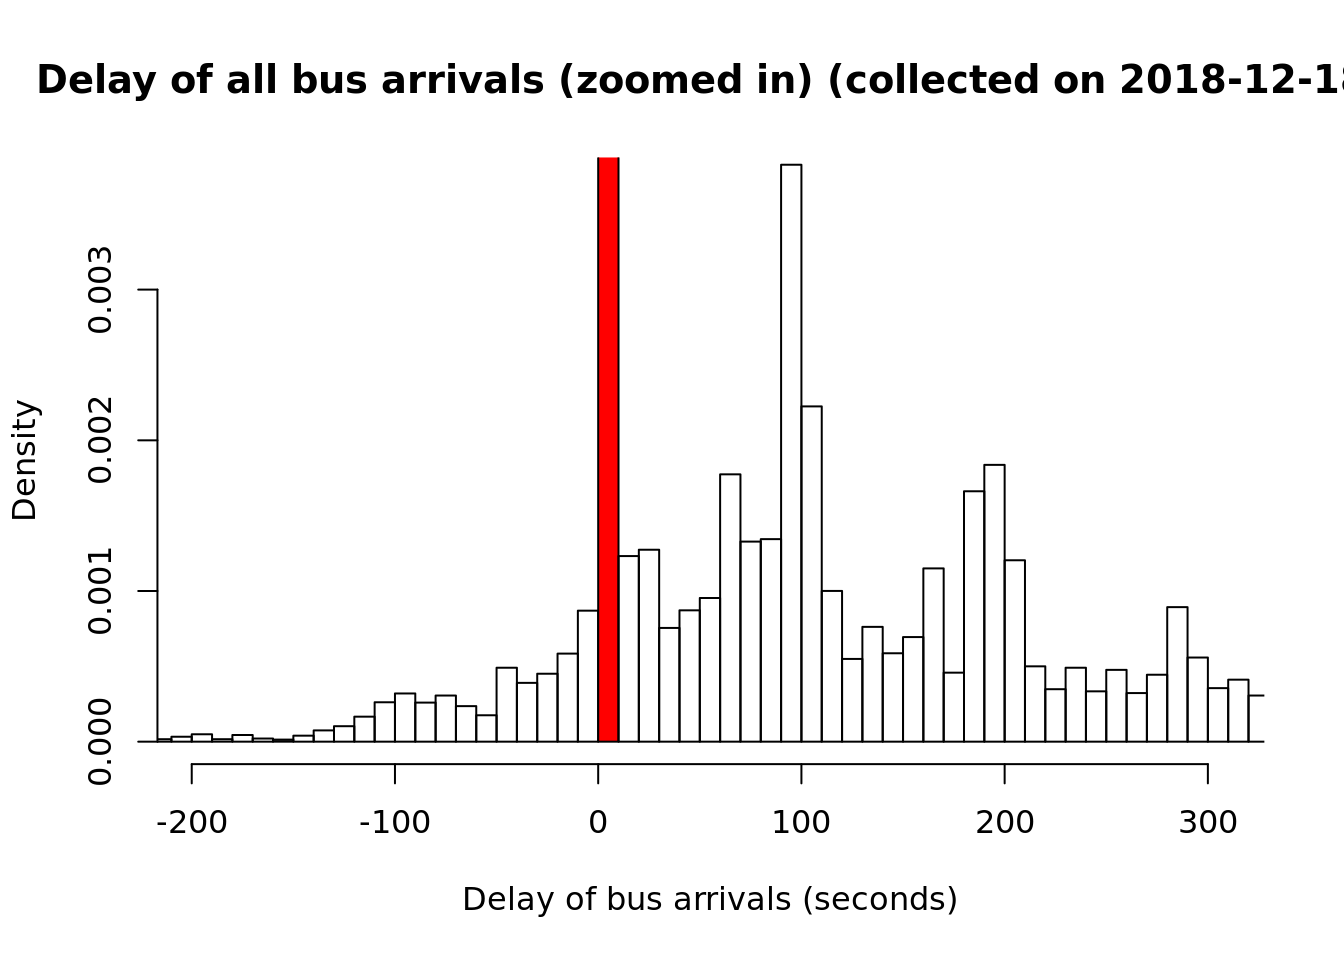 Delay of all bus arrivals (zoomed in) (collected on 2018-12-18
Density
0.003
0.002
0.001
0.000
-200 -100 0 100 200 300
Delay of bus arrivals (seconds)